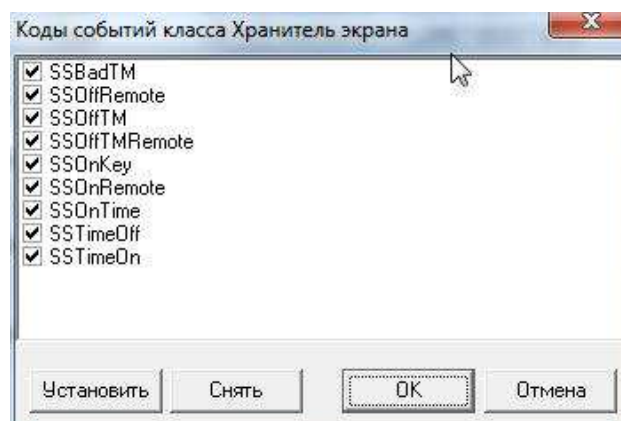 Коды событий класса Хранитель экрана
SSBadTM
SSOffRemote
SSOffTM
SSOffTMRemote
SSOnKey
SSOnRemote
SSOnTime
SSTimeOff
SSTimeOn
Установить Снять OK Отмена